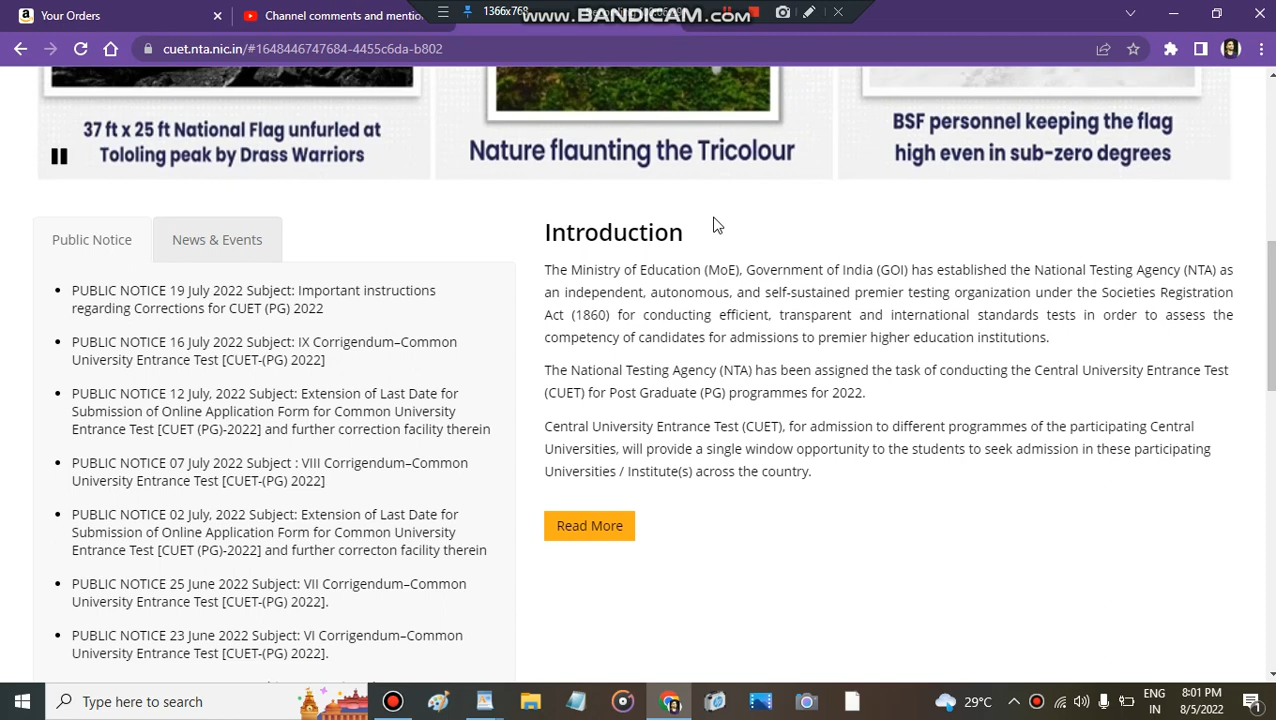 Your Orders
Channel comments and mentio
1366x768
WWW.BANDICAM.COM
cuet.nta.nic.in/#1648446747684-4455c6da-b802
37 ft x 25 ft National Flag unfurled at
Tololing peak by Drass Warriors
Nature flaunting the Tricolour
BSF personnel keeping the flag
high even in sub-zero degrees
Public Notice
News & Events
PUBLIC NOTICE 19 July 2022 Subject: Important instructions
regarding Corrections for CUET (PG) 2022
PUBLIC NOTICE 16 July 2022 Subject: IX Corrigendum–Common
University Entrance Test [CUET-(PG) 2022]
PUBLIC NOTICE 12 July, 2022 Subject: Extension of Last Date for
Submission of Online Application Form for Common University
Entrance Test [CUET (PG)-2022] and further correction facility therein
PUBLIC NOTICE 07 July 2022 Subject : VIII Corrigendum–Common
University Entrance Test [CUET-(PG) 2022]
PUBLIC NOTICE 02 July, 2022 Subject: Extension of Last Date for
Submission of Online Application Form for Common University
Entrance Test [CUET (PG)-2022] and further correcton facility therein
PUBLIC NOTICE 25 June 2022 Subject: VII Corrigendum–Common
University Entrance Test [CUET-(PG) 2022].
PUBLIC NOTICE 23 June 2022 Subject: VI Corrigendum–Common
University Entrance Test [CUET-(PG) 2022].
Introduction
The Ministry of Education (MoE), Government of India (GOI) has established the National Testing Agency (NTA) as
an independent, autonomous, and self-sustained premier testing organization under the Societies Registration
Act (1860) for conducting efficient, transparent and international standards tests in order to assess the
competency of candidates for admissions to premier higher education institutions.
The National Testing Agency (NTA) has been assigned the task of conducting the Central University Entrance Test
(CUET) for Post Graduate (PG) programmes for 2022.
Central University Entrance Test (CUET), for admission to different programmes of the participating Central
Universities, will provide a single window opportunity to the students to seek admission in these participating
Universities / Institute(s) across the country.
Read More
Type here to search
29°C
ENG
IN
8:01 PM
8/5/2022
1